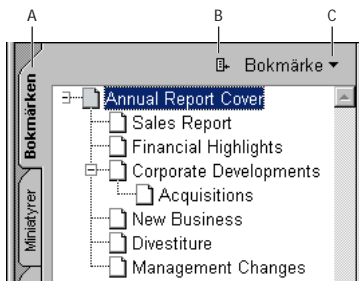 A B C
Bokmärke
Bokmärken
Miniatyrer
Annual Report Cover
Sales Report
Financial Highlights
Corporate Developments
Acquisitions
New Business
Divestiture
Management Changes